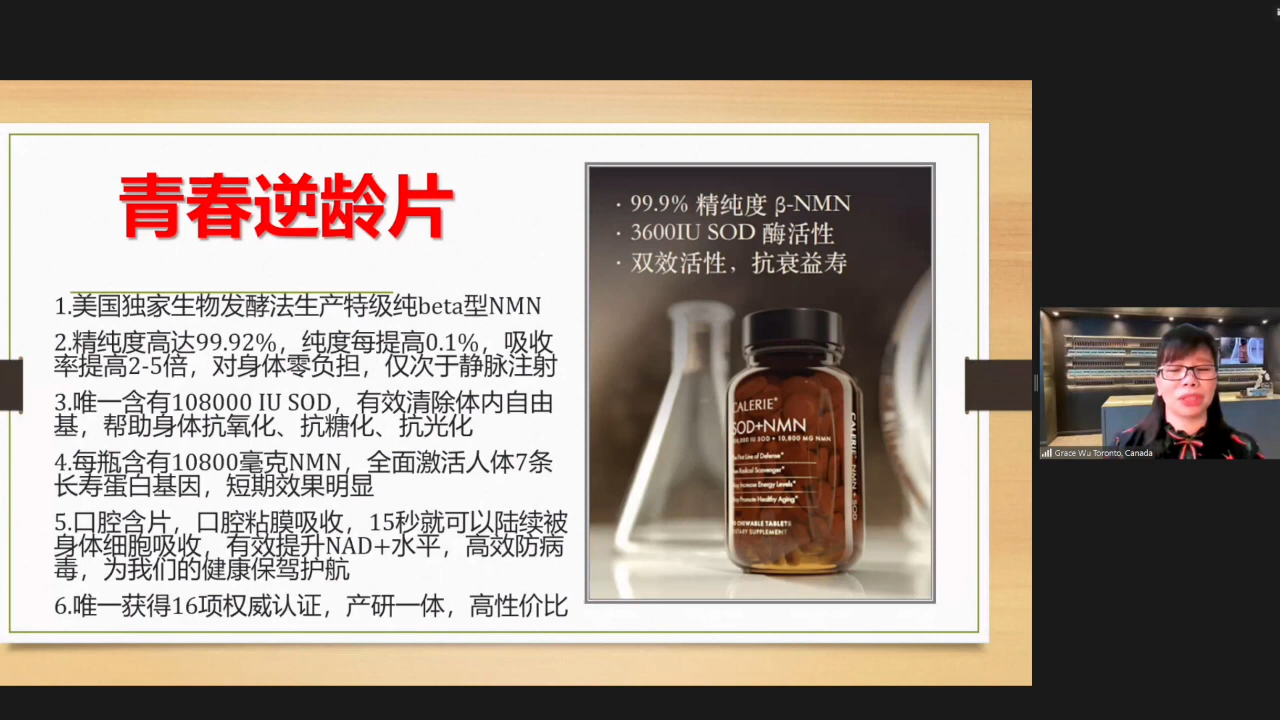 青春逆龄片
1.美国独家生物发酵法生产特级纯beta型NMN
2.精纯度高达99.92%，纯度每提高0.1%，吸收
率提高2-5倍，对身体零负担，仅次于静脉注射
3.唯一含有108000 IU SOD，有效清除体内自由
基，帮助身体抗氧化、抗糖化、抗光化
4.每瓶含有10800毫克NMN，全面激活人体7条
长寿蛋白基因，短期效果明显
5.口腔含片，口腔粘膜吸收，15秒就可以陆续被
身体细胞吸收，有效提升NAD+水平，高效防病
毒，为我们的健康保驾护航
6.唯一获得16项权威认证，产研一体，高性价比
· 99.9% 精纯度 β-NMN
· 3600IU SOD 酶活性
· 双效活性，抗衰益寿
CALERIE
SOD+NMN
10,800 MG NMN
First Line of Defense
Radical Scavenger
Increase Energy Levels
Promote Healthy Aging
CHEWABLE TABLETS
DIETARY SUPPLEMENT
Grace Wu Toronto, Canada